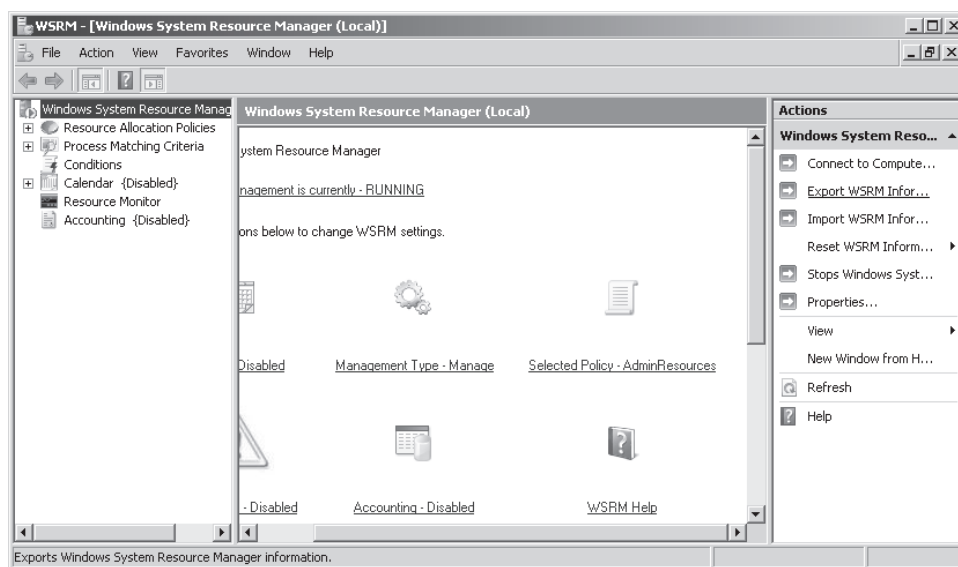 WSRM - [Windows System Resource Manager (Local)]
File Action View Favorites Window Help
Windows System Resource Manag
Resource Allocation Policies
Process Matching Criteria
Conditions
Calendar {Disabled}
Resource Monitor
Accounting {Disabled}
Windows System Resource Manager (Local)
ystem Resource Manager
nagement is currently - RUNNING
ons below to change WSRM settings.
Disabled Management Type - Manage Selected Policy - AdminResources
- Disabled Accounting - Disabled WSRM Help
Actions
Windows System Reso...
Connect to Compute...
Export WSRM Infor...
Import WSRM Infor...
Reset WSRM Inform...
Stops Windows Syst...
Properties...
View
New Window from H...
Refresh
Help
Exports Windows System Resource Manager information.